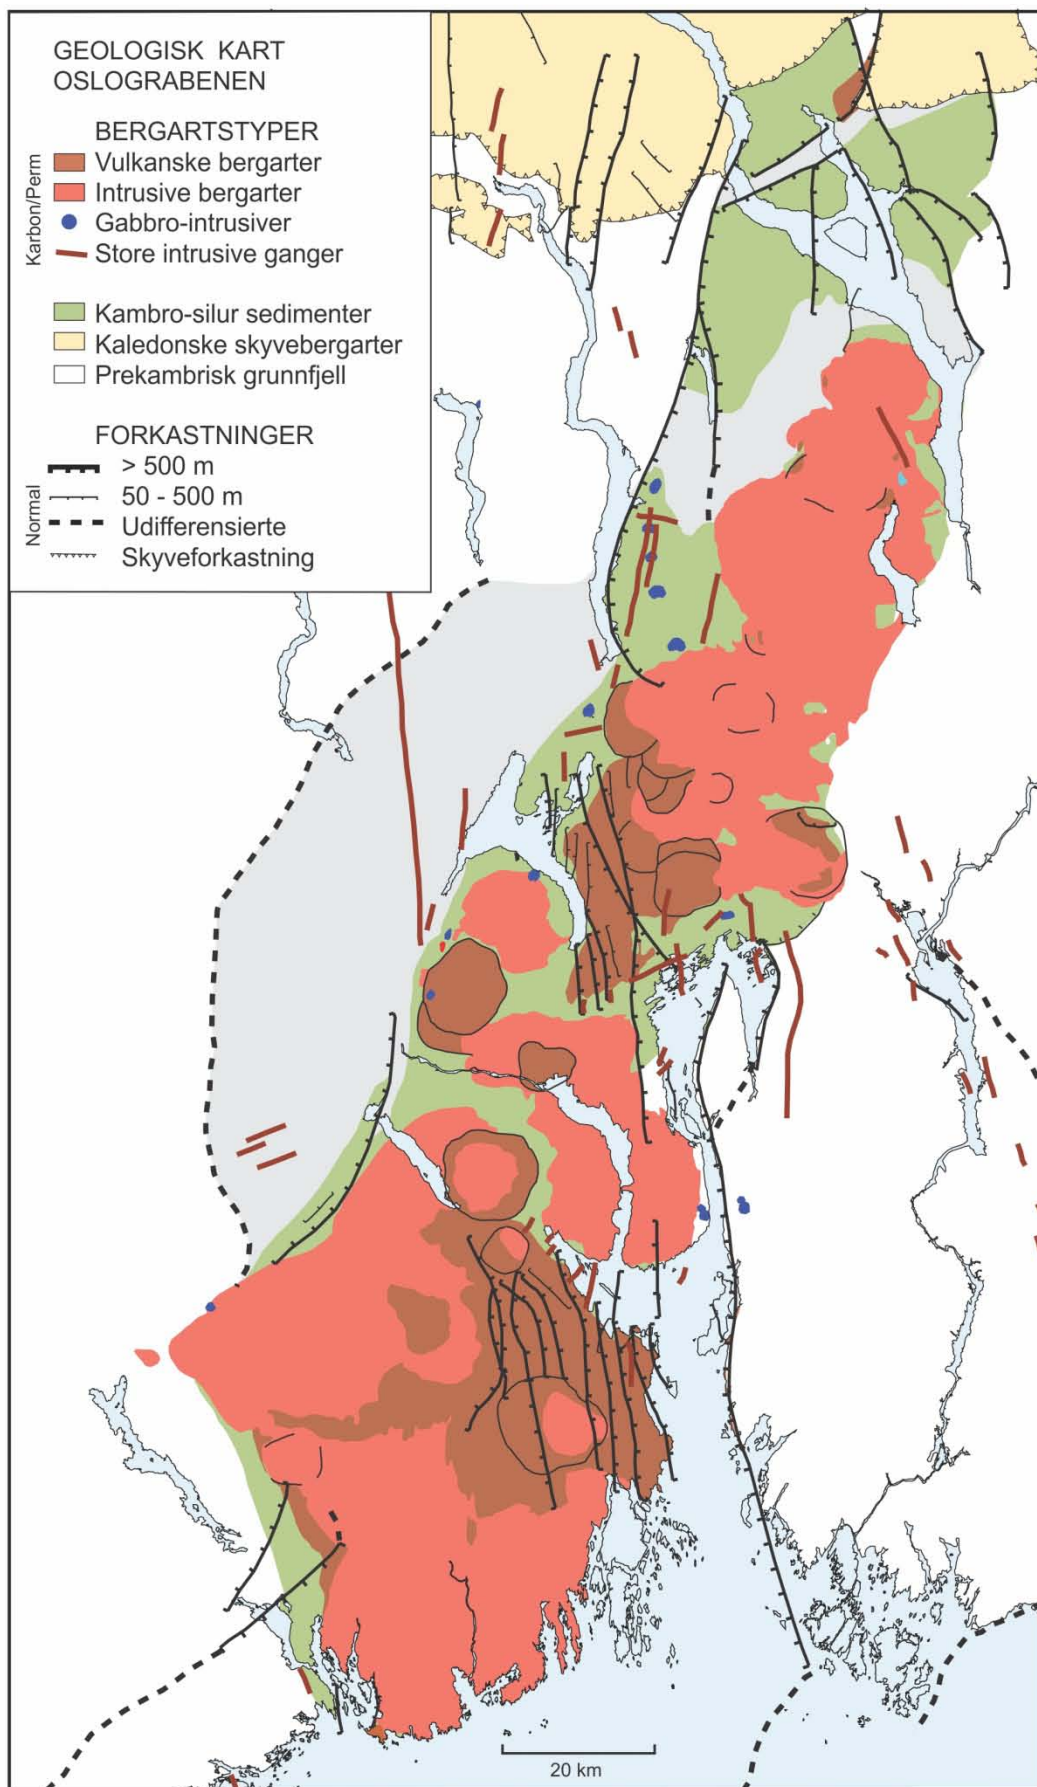 GEOLOGISK KART
OSLOGRABENEN
BERGARTSTYPER
Karbon/Perm
Vulkanske bergarter
Intrusive bergarter
Gabbro-intrusiver
Store intrusive ganger
Kambro-silur sedimenter
Kaledonske skyvebergarter
Prekambrisk grunnfjell
FORKASTNINGER
Normal
> 500 m
50 - 500 m
Udifferensierte
Skyveforkastning
20 km